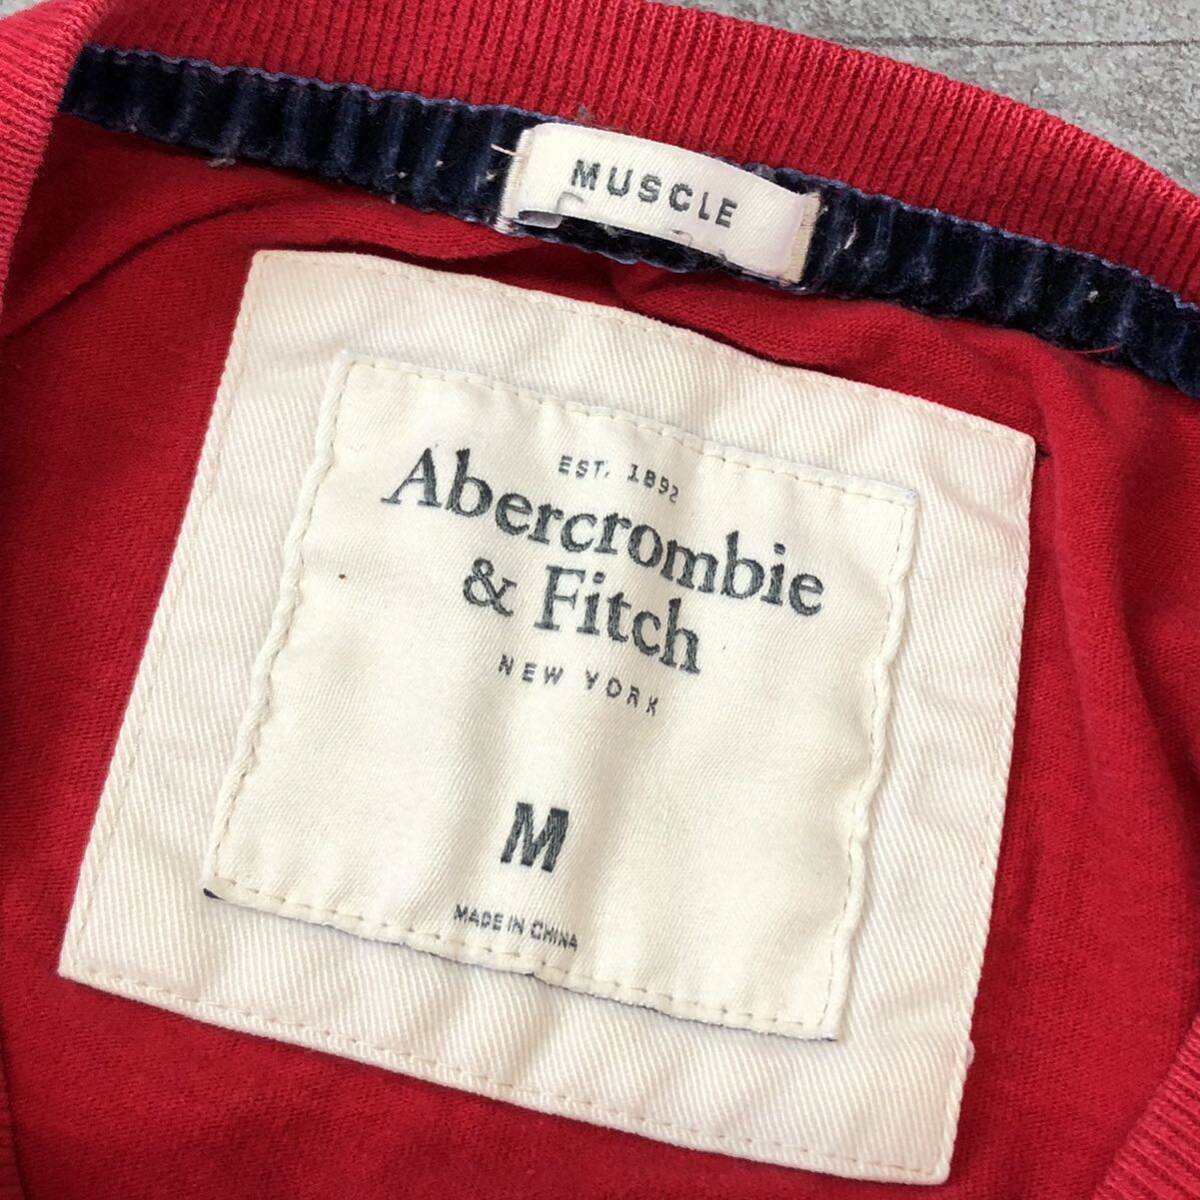 MUSCLE
EST. 1892
Abercrombie
& Fitch
NEW YORK
M
MADE IN CHINA